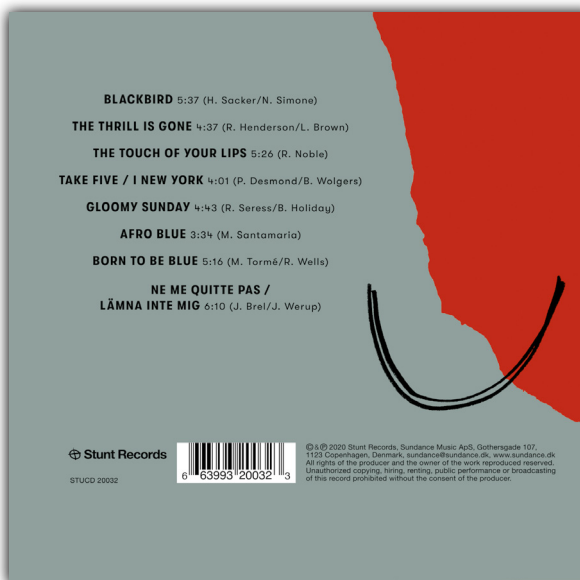 BLACKBIRD 5:37 (H. Sacker/N. Simone)
THE THRILL IS GONE 4:37 (R. Henderson/L. Brown)
THE TOUCH OF YOUR LIPS 5:26 (R. Noble)
TAKE FIVE / I NEW YORK 4:01 (P. Desmond/B. Wolgers)
GLOOMY SUNDAY 4:43 (R. Seress/B. Holiday)
AFRO BLUE 3:34 (M. Santamaria)
BORN TO BE BLUE 5:16 (M. Tormé/R. Wells)
NE ME QUITTE PAS /
LÄMNA INTE MIG 6:10 (J. Brel/J. Werup)
Stunt Records
STUCD 20032
6 63993 20032 3
© & ℗ 2020 Stunt Records, Sundance Music ApS, Gothersgade 107,
1123 Copenhagen, Denmark, sundance@sundance.dk, www.sundance.dk
All rights of the producer and the owner of the work reproduced reserved.
Unauthorized copying, hiring, renting, public performance or broadcasting
of this record prohibited without the consent of the producer.